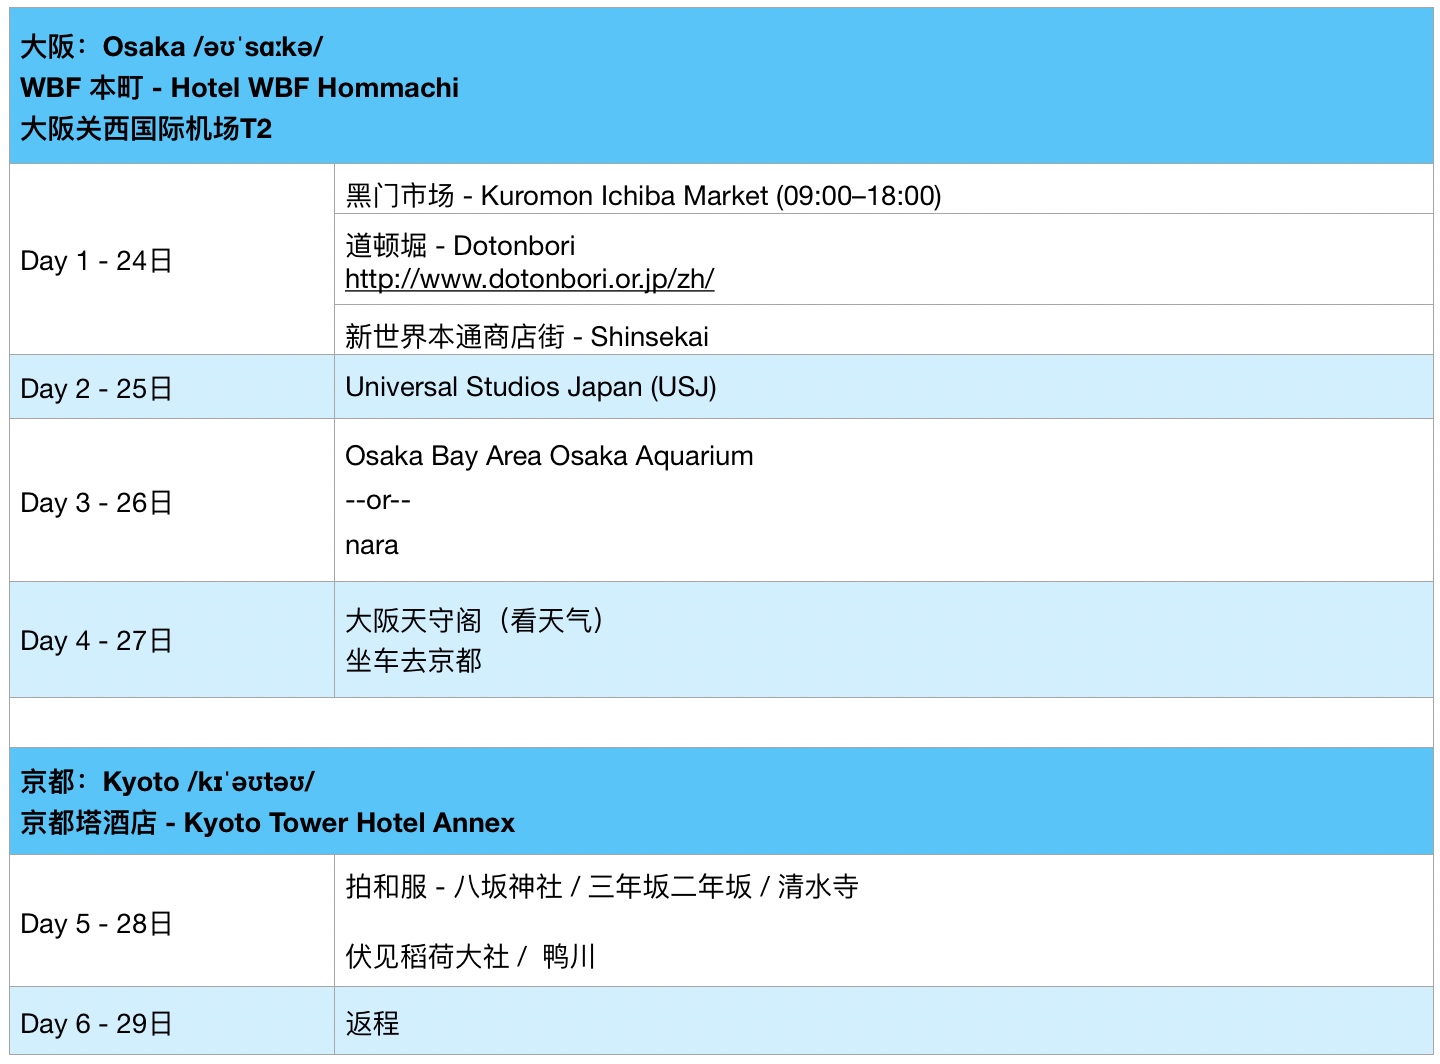 大阪：Osaka /əʊˈsɑːkə/
WBF 本町 - Hotel WBF Hommachi
大阪关西国际机场T2
Day 1 - 24日
黑门市场 - Kuromon Ichiba Market (09:00–18:00)
道顿堀 - Dotonbori
http://www.dotonbori.or.jp/zh/
新世界本通商店街 - Shinsekai
Day 2 - 25日
Universal Studios Japan (USJ)
Day 3 - 26日
Osaka Bay Area Osaka Aquarium
--or--
nara
Day 4 - 27日
大阪天守阁（看天气）
坐车去京都
京都：Kyoto /kɪˈəʊtəʊ/
京都塔酒店 - Kyoto Tower Hotel Annex
Day 5 - 28日
拍和服 - 八坂神社 / 三年坂二年坂 / 清水寺
伏见稻荷大社 / 鸭川
Day 6 - 29日
返程